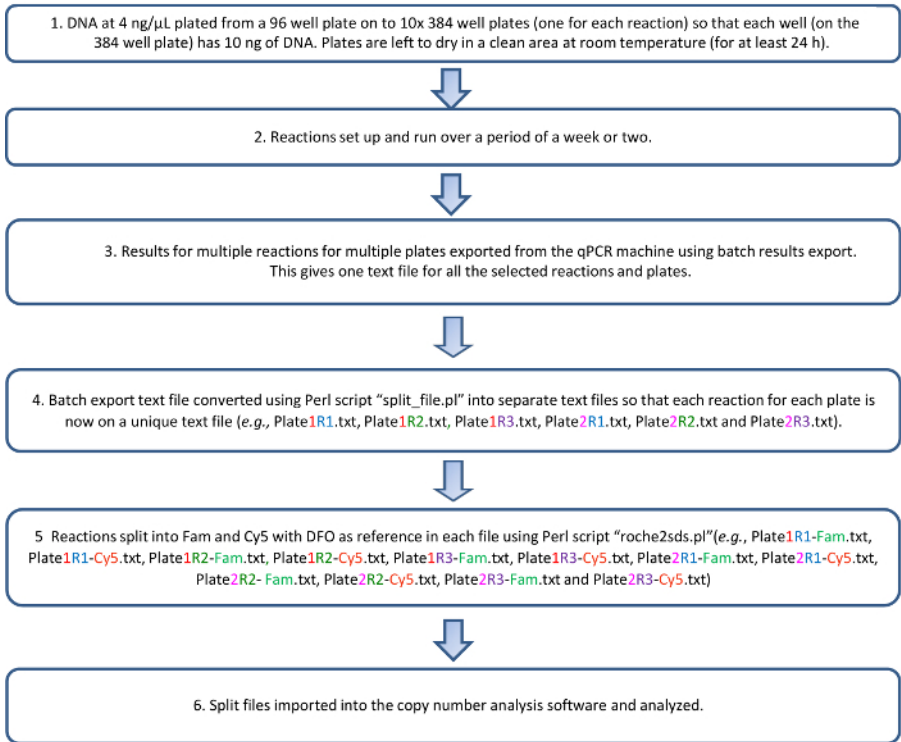 1. DNA at 4 ng/μL plated from a 96 well plate on to 10x 384 well plates (one for each reaction) so that each well (on the
384 well plate) has 10 ng of DNA. Plates are left to dry in a clean area at room temperature (for at least 24 h).
2. Reactions set up and run over a period of a week or two.
3. Results for multiple reactions for multiple plates exported from the qPCR machine using batch results export.
This gives one text file for all the selected reactions and plates.
4. Batch export text file converted using Perl script “split_file.pl” into separate text files so that each reaction for each plate is
now on a unique text file (e.g., Plate1R1.txt, Plate1R2.txt, Plate1R3.txt, Plate2R1.txt, Plate2R2.txt and Plate2R3.txt).
5 Reactions split into Fam and Cy5 with DFO as reference in each file using Perl script “roche2sds.pl”(e.g., Plate1R1-Fam.txt,
Plate1R1-Cy5.txt, Plate1R2-Fam.txt, Plate1R2-Cy5.txt, Plate1R3-Fam.txt, Plate1R3-Cy5.txt, Plate2R1-Fam.txt, Plate2R1-Cy5.txt,
Plate2R2- Fam.txt, Plate2R2-Cy5.txt, Plate2R3-Fam.txt and Plate2R3-Cy5.txt)
6. Split files imported into the copy number analysis software and analyzed.